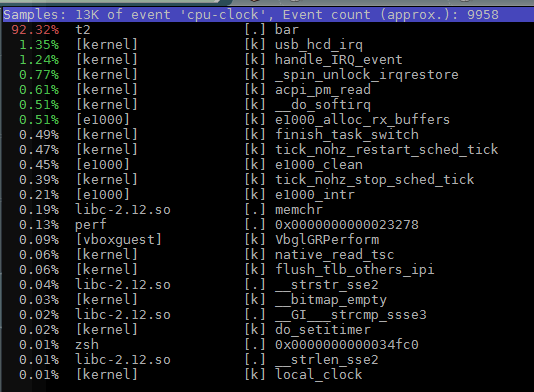 Samples: 13K of event 'cpu-clock', Event count (approx.): 9958
92.32% t2 [.] bar
1.35% [kernel] [k] usb_hcd_irq
1.24% [kernel] [k] handle_IRQ_event
0.77% [kernel] [k] _spin_unlock_irqrestore
0.61% [kernel] [k] acpi_pm_read
0.51% [kernel] [k] __do_softirq
0.51% [e1000] [k] e1000_alloc_rx_buffers
0.49% [kernel] [k] finish_task_switch
0.47% [kernel] [k] tick_nohz_restart_sched_tick
0.45% [e1000] [k] e1000_clean
0.39% [kernel] [k] tick_nohz_stop_sched_tick
0.21% [e1000] [k] e1000_intr
0.19% libc-2.12.so [.] memchr
0.13% perf [.] 0x0000000000023278
0.09% [vboxguest] [k] VbglGRPerform
0.06% [kernel] [k] native_read_tsc
0.06% [kernel] [k] flush_tlb_others_ipi
0.04% libc-2.12.so [.] __strstr_sse2
0.03% [kernel] [k] __bitmap_empty
0.02% libc-2.12.so [.] __GI___strcmp_ssse3
0.02% [kernel] [k] do_setitimer
0.01% zsh [.] 0x0000000000034fc0
0.01% libc-2.12.so [.] __strlen_sse2
0.01% [kernel] [k] local_clock